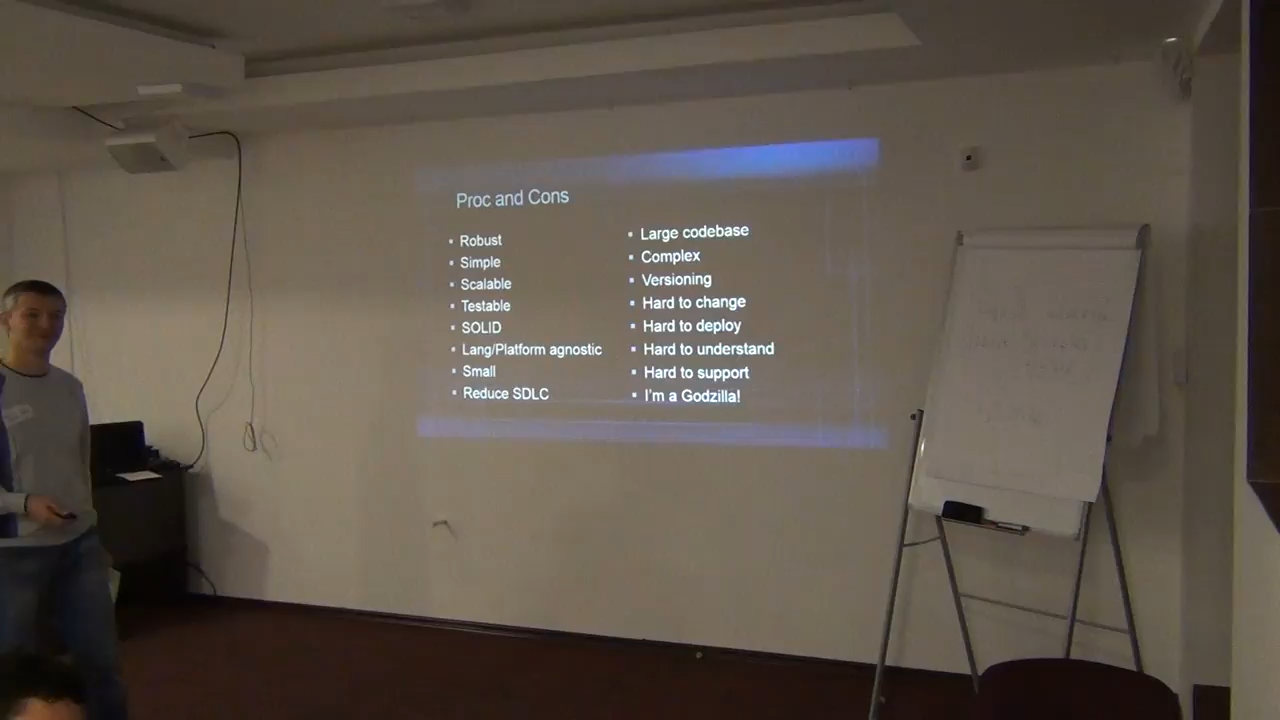 Proc and Cons
▪ Robust
▪ Simple
▪ Scalable
▪ Testable
▪ SOLID
▪ Lang/Platform agnostic
▪ Small
▪ Reduce SDLC
▪ Large codebase
▪ Complex
▪ Versioning
▪ Hard to change
▪ Hard to deploy
▪ Hard to understand
▪ Hard to support
▪ I'm a Godzilla!